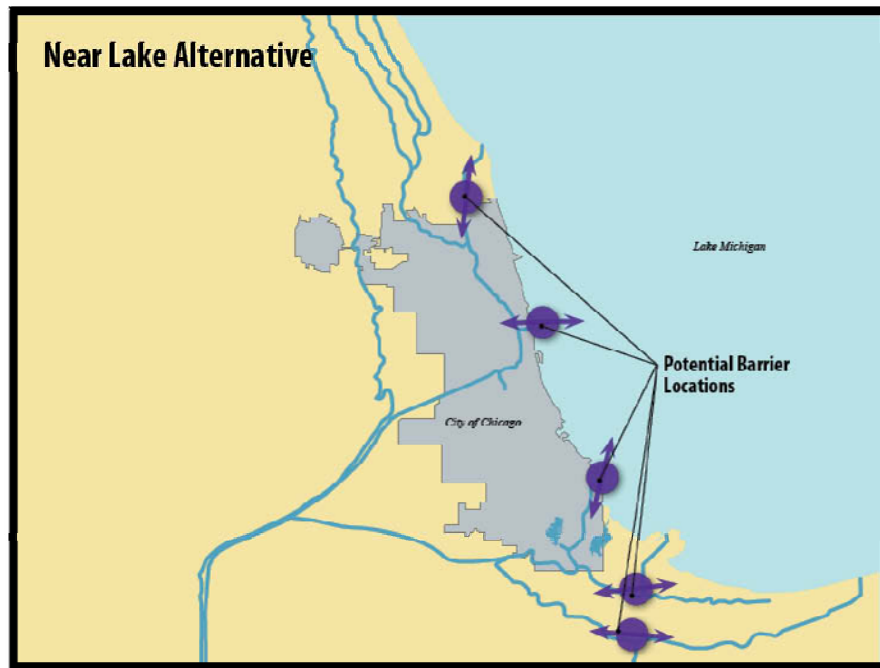 Near Lake Alternative
Lake Michigan
Potential Barrier
Locations
City of Chicago